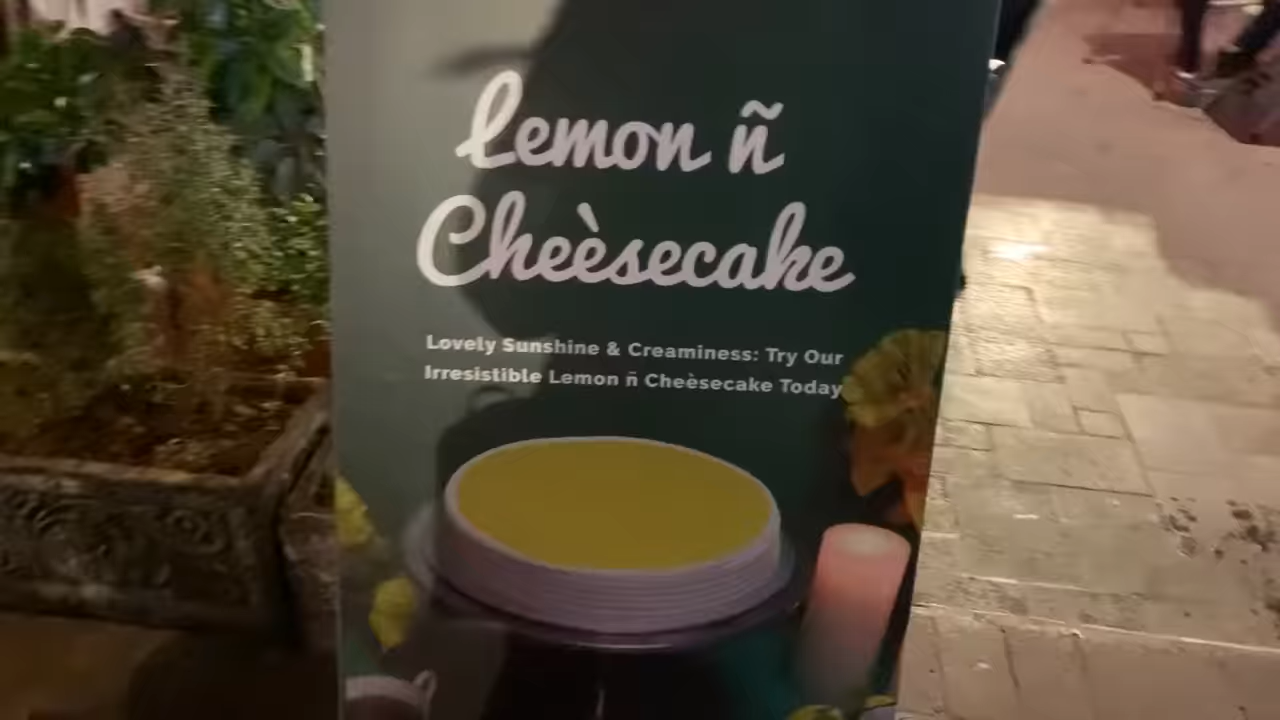 Lemon ñ
Cheèsecake
Lovely Sunshine & Creaminess: Try Our
Irresistible Lemon ñ Cheèsecake Today